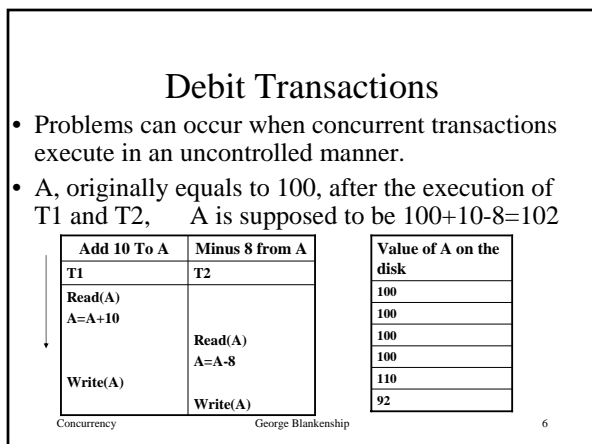 Debit Transactions
• Problems can occur when concurrent transactions
execute in an uncontrolled manner.
• A, originally equals to 100, after the execution of
T1 and T2, A is supposed to be 100+10-8=102
Add 10 To A Minus 8 from A
T1 T2
Read(A)
A=A+10
Read(A)
A=A-8
Write(A)
Write(A)
Value of A on the
disk
100
100
100
100
110
92
Concurrency George Blankenship 6